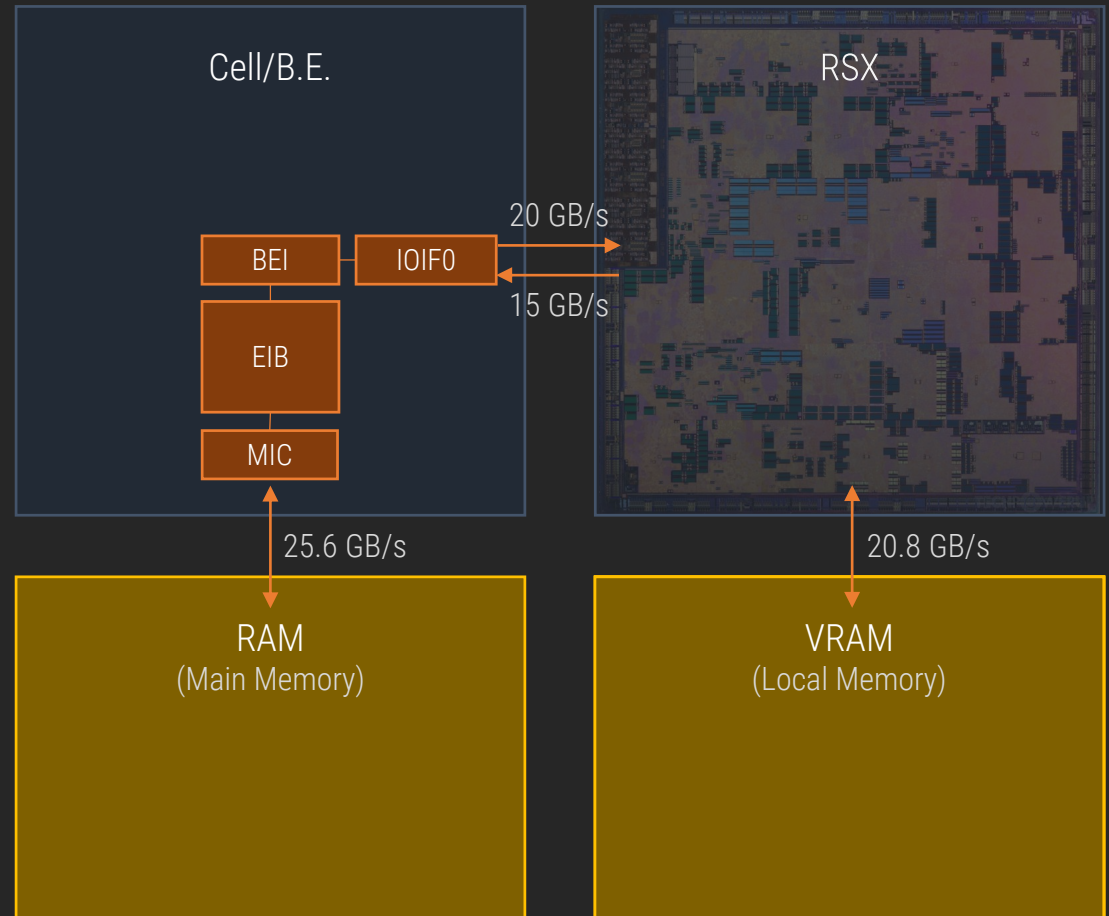 Cell/B.E.
RSX
20 GB/s
BEI
IOIF0
15 GB/s
EIB
MIC
25.6 GB/s
20.8 GB/s
RAM
(Main Memory)
VRAM
(Local Memory)